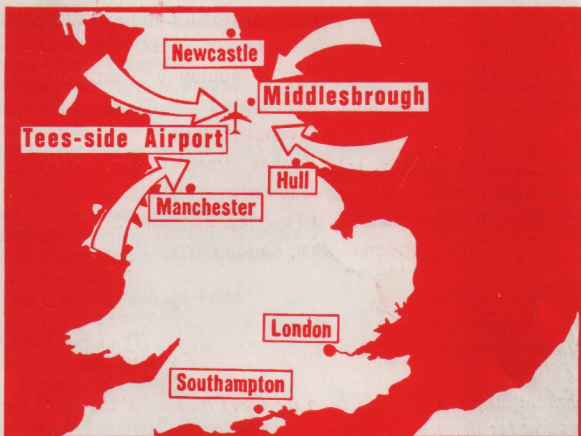 Newcastle
Middlesbrough
Tees-side Airport
Hull
Manchester
London
Southampton